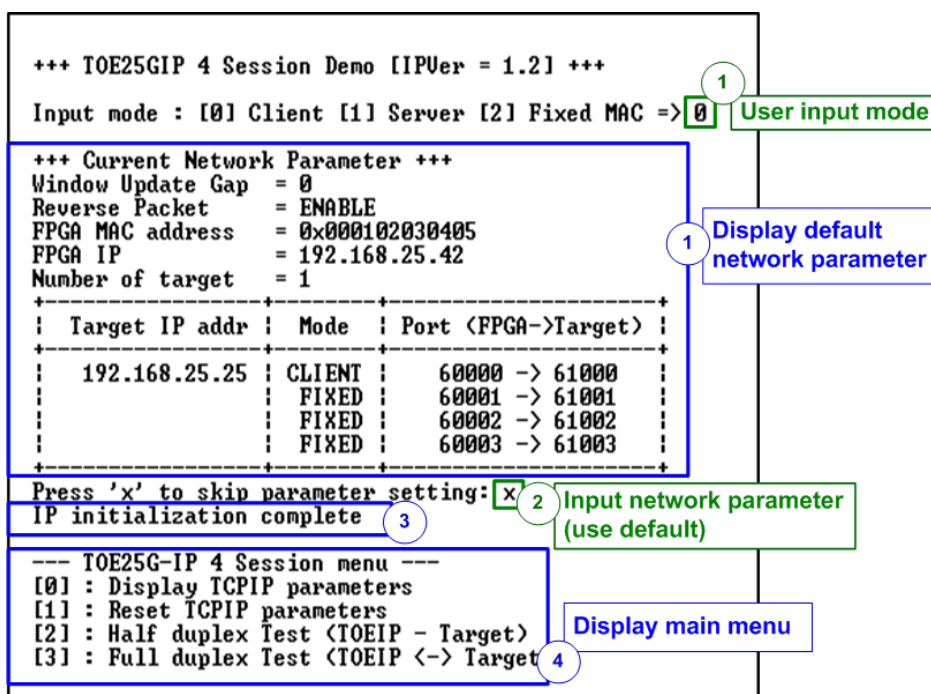 +++ TOE25GIP 4 Session Demo [IPVer = 1.2] +++
1
Input mode : [0] Client [1] Server [2] Fixed MAC => 0
User input mode
+++ Current Network Parameter +++
Window Update Gap = 0
Reverse Packet = ENABLE
FPGA MAC address = 0x000102030405
FPGA IP = 192.168.25.42
Number of target = 1
1
Display default
network parameter
Target IP addr | Mode | Port (FPGA->Target)
192.168.25.25 | CLIENT | 60000 -> 61000
FIXED | 60001 -> 61001
FIXED | 60002 -> 61002
FIXED | 60003 -> 61003
Press 'x' to skip parameter setting: x
2
Input network parameter
(use default)
IP initialization complete
3
--- TOE25G-IP 4 Session menu ---
[0] : Display TCPIP parameters
[1] : Reset TCPIP parameters
[2] : Half duplex Test (TOEIP - Target)
[3] : Full duplex Test (TOEIP <-> Target
4
Display main menu